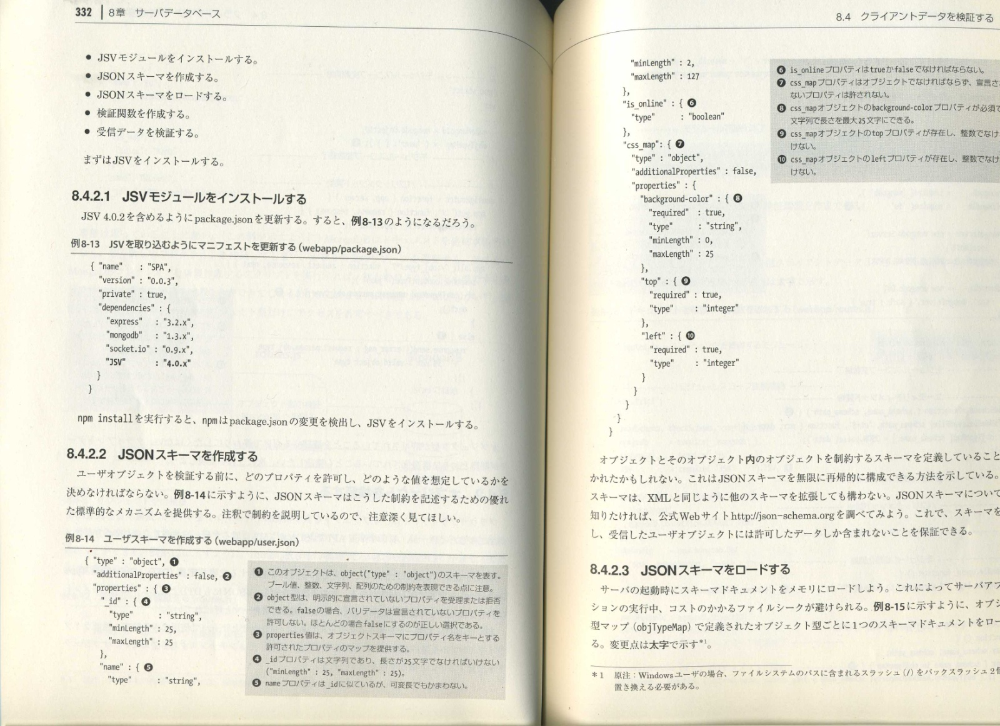 332 8章 サーバデータベース
● JSVモジュールをインストールする。
● JSONスキーマを作成する。
● JSONスキーマをロードする。
● 検証関数を作成する。
● 受信データを検証する。
まずはJSVをインストールする。
8.4.2.1 JSVモジュールをインストールする
JSV 4.0.2を含めるようにpackage.jsonを更新する。すると、例8-13のようになるだろう。
例8-13 JSVを取り込むようにマニフェストを更新する（webapp/package.json）
{ "name" : "SPA",
"version" : "0.0.3",
"private" : true,
"dependencies" : {
"express" : "3.2.x",
"mongodb" : "1.3.x",
"socket.io" : "0.9.x",
"JSV" : "4.0.x"
}
}
npm installを実行すると、npmはpackage.jsonの変更を検出し、JSVをインストールする。
8.4.2.2 JSONスキーマを作成する
ユーザオブジェクトを検証する前に、どのプロパティを許可し、どのような値を想定しているかを
決めなければならない。例8-14に示すように、JSONスキーマはこうした制約を記述するための優れ
た標準的なメカニズムを提供する。注釈で制約を説明しているので、注意深く見てほしい。
例8-14 ユーザスキーマを作成する（webapp/user.json）
{ "type" : "object", ❶
"additionalProperties" : false, ❷
"properties" : { ❸
"_id" : { ❹
"type" : "string",
"minLength" : 25,
"maxLength" : 25
},
"name" : { ❺
"type" : "string",
❶ このオブジェクトは、object("type" : "object")のスキーマを表す。
ブール値、整数、文字列、配列のための制約を表現できる点に注意。
❷ object型は、明示的に宣言されていないプロパティを受理または拒否
できる。falseの場合、バリデータは宣言されていないプロパティを
許可しない。ほとんどの場合falseにするのが正しい選択である。
❸ properties値は、オブジェクトスキーマにプロパティ名をキーとする
許可されたプロパティのマップを提供する。
❹ _idプロパティは文字列であり、長さが25文字でなければいけない
("minLength" : 25, "maxLength" : 25)。
❺ nameプロパティは_idに似ているが、可変長でもかまわない。
8.4 クライアントデータを検証する
"minLength" : 2,
"maxLength" : 127
},
"is_online" : { ❻
"type" : "boolean"
},
"css_map": { ❼
"type" : "object",
"additionalProperties" : false,
"properties" : {
"background-color" : { ❽
"required" : true,
"type" : "string",
"minLength" : 0,
"maxLength" : 25
},
"top" : { ❾
"required" : true,
"type" : "integer"
},
"left" : { ❿
"required" : true,
"type" : "integer"
}
}
}
}
}
❻ is_onlineプロパティはtrueかfalseでなければならない。
❼ css_mapプロパティはオブジェクトでなければならず、宣言さ
ないプロパティは許されない。
❽ css_mapオブジェクトのbackground-colorプロパティが必須で
文字列で長さを最大25文字にできる。
❾ css_mapオブジェクトのtopプロパティが存在し、整数でなけ
けない。
❿ css_mapオブジェクトのleftプロパティが存在し、整数でなけ
けない。
オブジェクトとそのオブジェクト内のオブジェクトを制約するスキーマを定義していること
かれたかもしれない。これはJSONスキーマを無限に再帰的に構成できる方法を示している。
スキーマは、XMLと同じように他のスキーマを拡張しても構わない。JSONスキーマについて
知りたければ、公式Webサイトhttp://json-schema.orgを調べてみよう。これで、スキーマを
し、受信したユーザオブジェクトには許可したデータしか含まれないことを保証できる。
8.4.2.3 JSONスキーマをロードする
サーバの起動時にスキーマドキュメントをメモリにロードしよう。これによってサーバアプ
ションの実行中、コストのかかるファイルシークが避けられる。例8-15に示すように、オブジ
型マップ（objTypeMap）で定義されたオブジェクト型ごとに1つのスキーマドキュメントをロー
る。変更点は太字で示す*1。
＊1 原注：Windowsユーザの場合、ファイルシステムのパスに含まれるスラッシュ（/）をバックスラッシュ2個
置き換える必要がある。